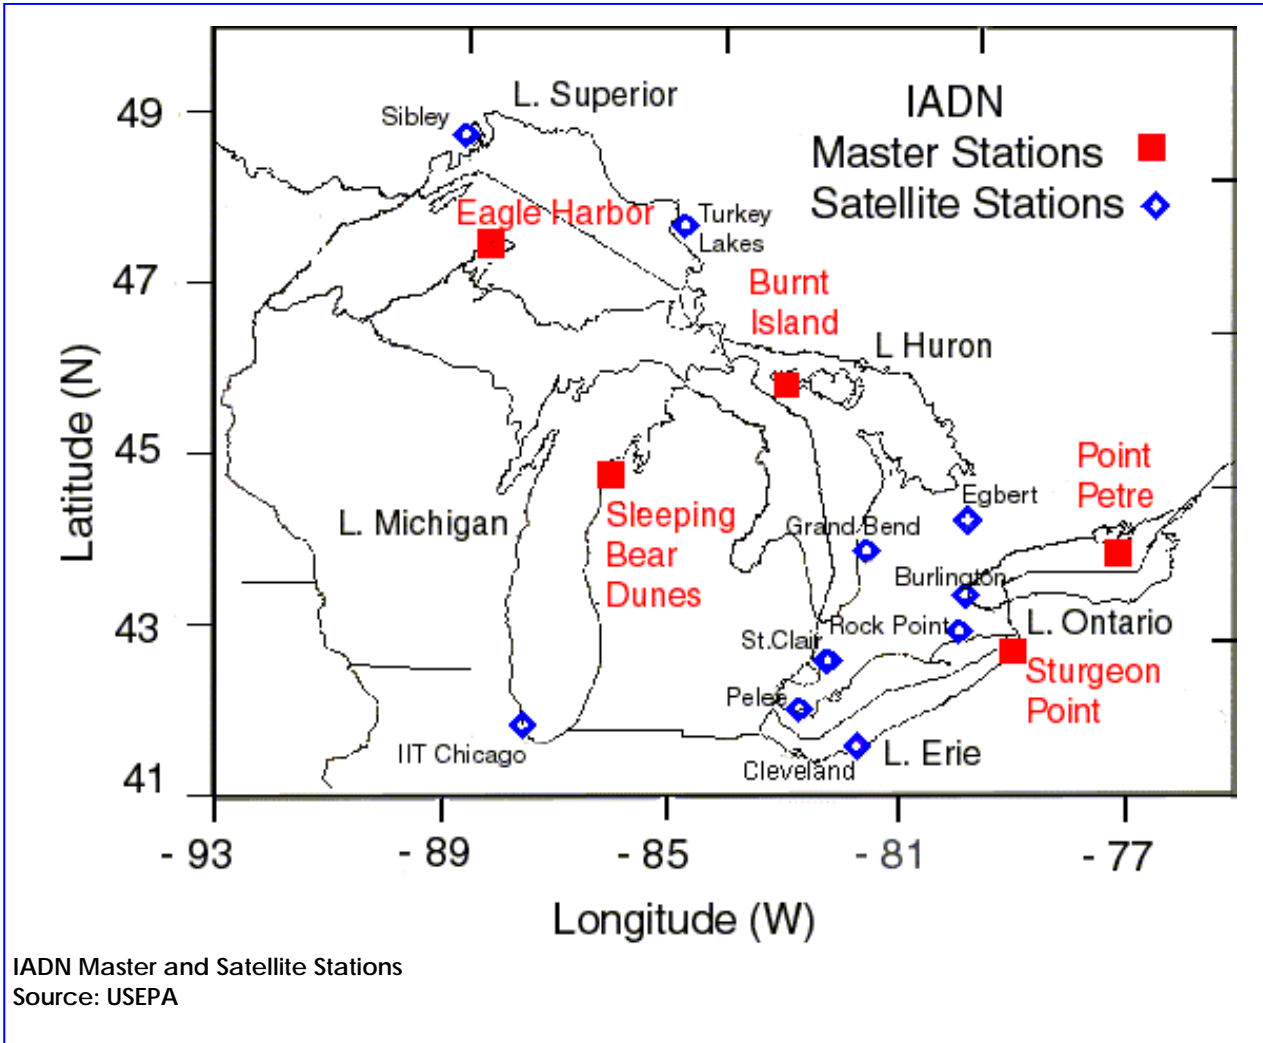 L. Superior
IADN
Master Stations
Satellite Stations
Sibley
Eagle Harbor
Turkey
Lakes
Burnt
Island
L Huron
Point
Petre
Egbert
L. Michigan
Sleeping
Bear
Dunes
Grand Bend
Burlington
Rock Point
L. Ontario
St.Clair
Sturgeon
Point
Pelee
IIT Chicago
Cleveland
L. Erie
49
47
45
43
41
Latitude (N)
- 93
- 89
- 85
- 81
- 77
Longitude (W)
IADN Master and Satellite Stations
Source: USEPA